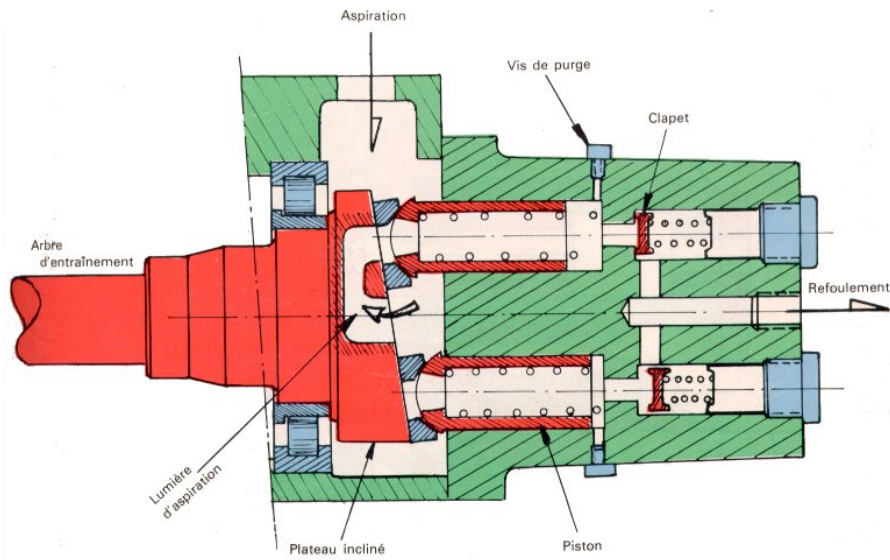 Aspiration
Vis de purge
Clapet
Arbre
d'entraînement
Refoulement
Lumière
d'aspiration
Plateau incliné
Piston